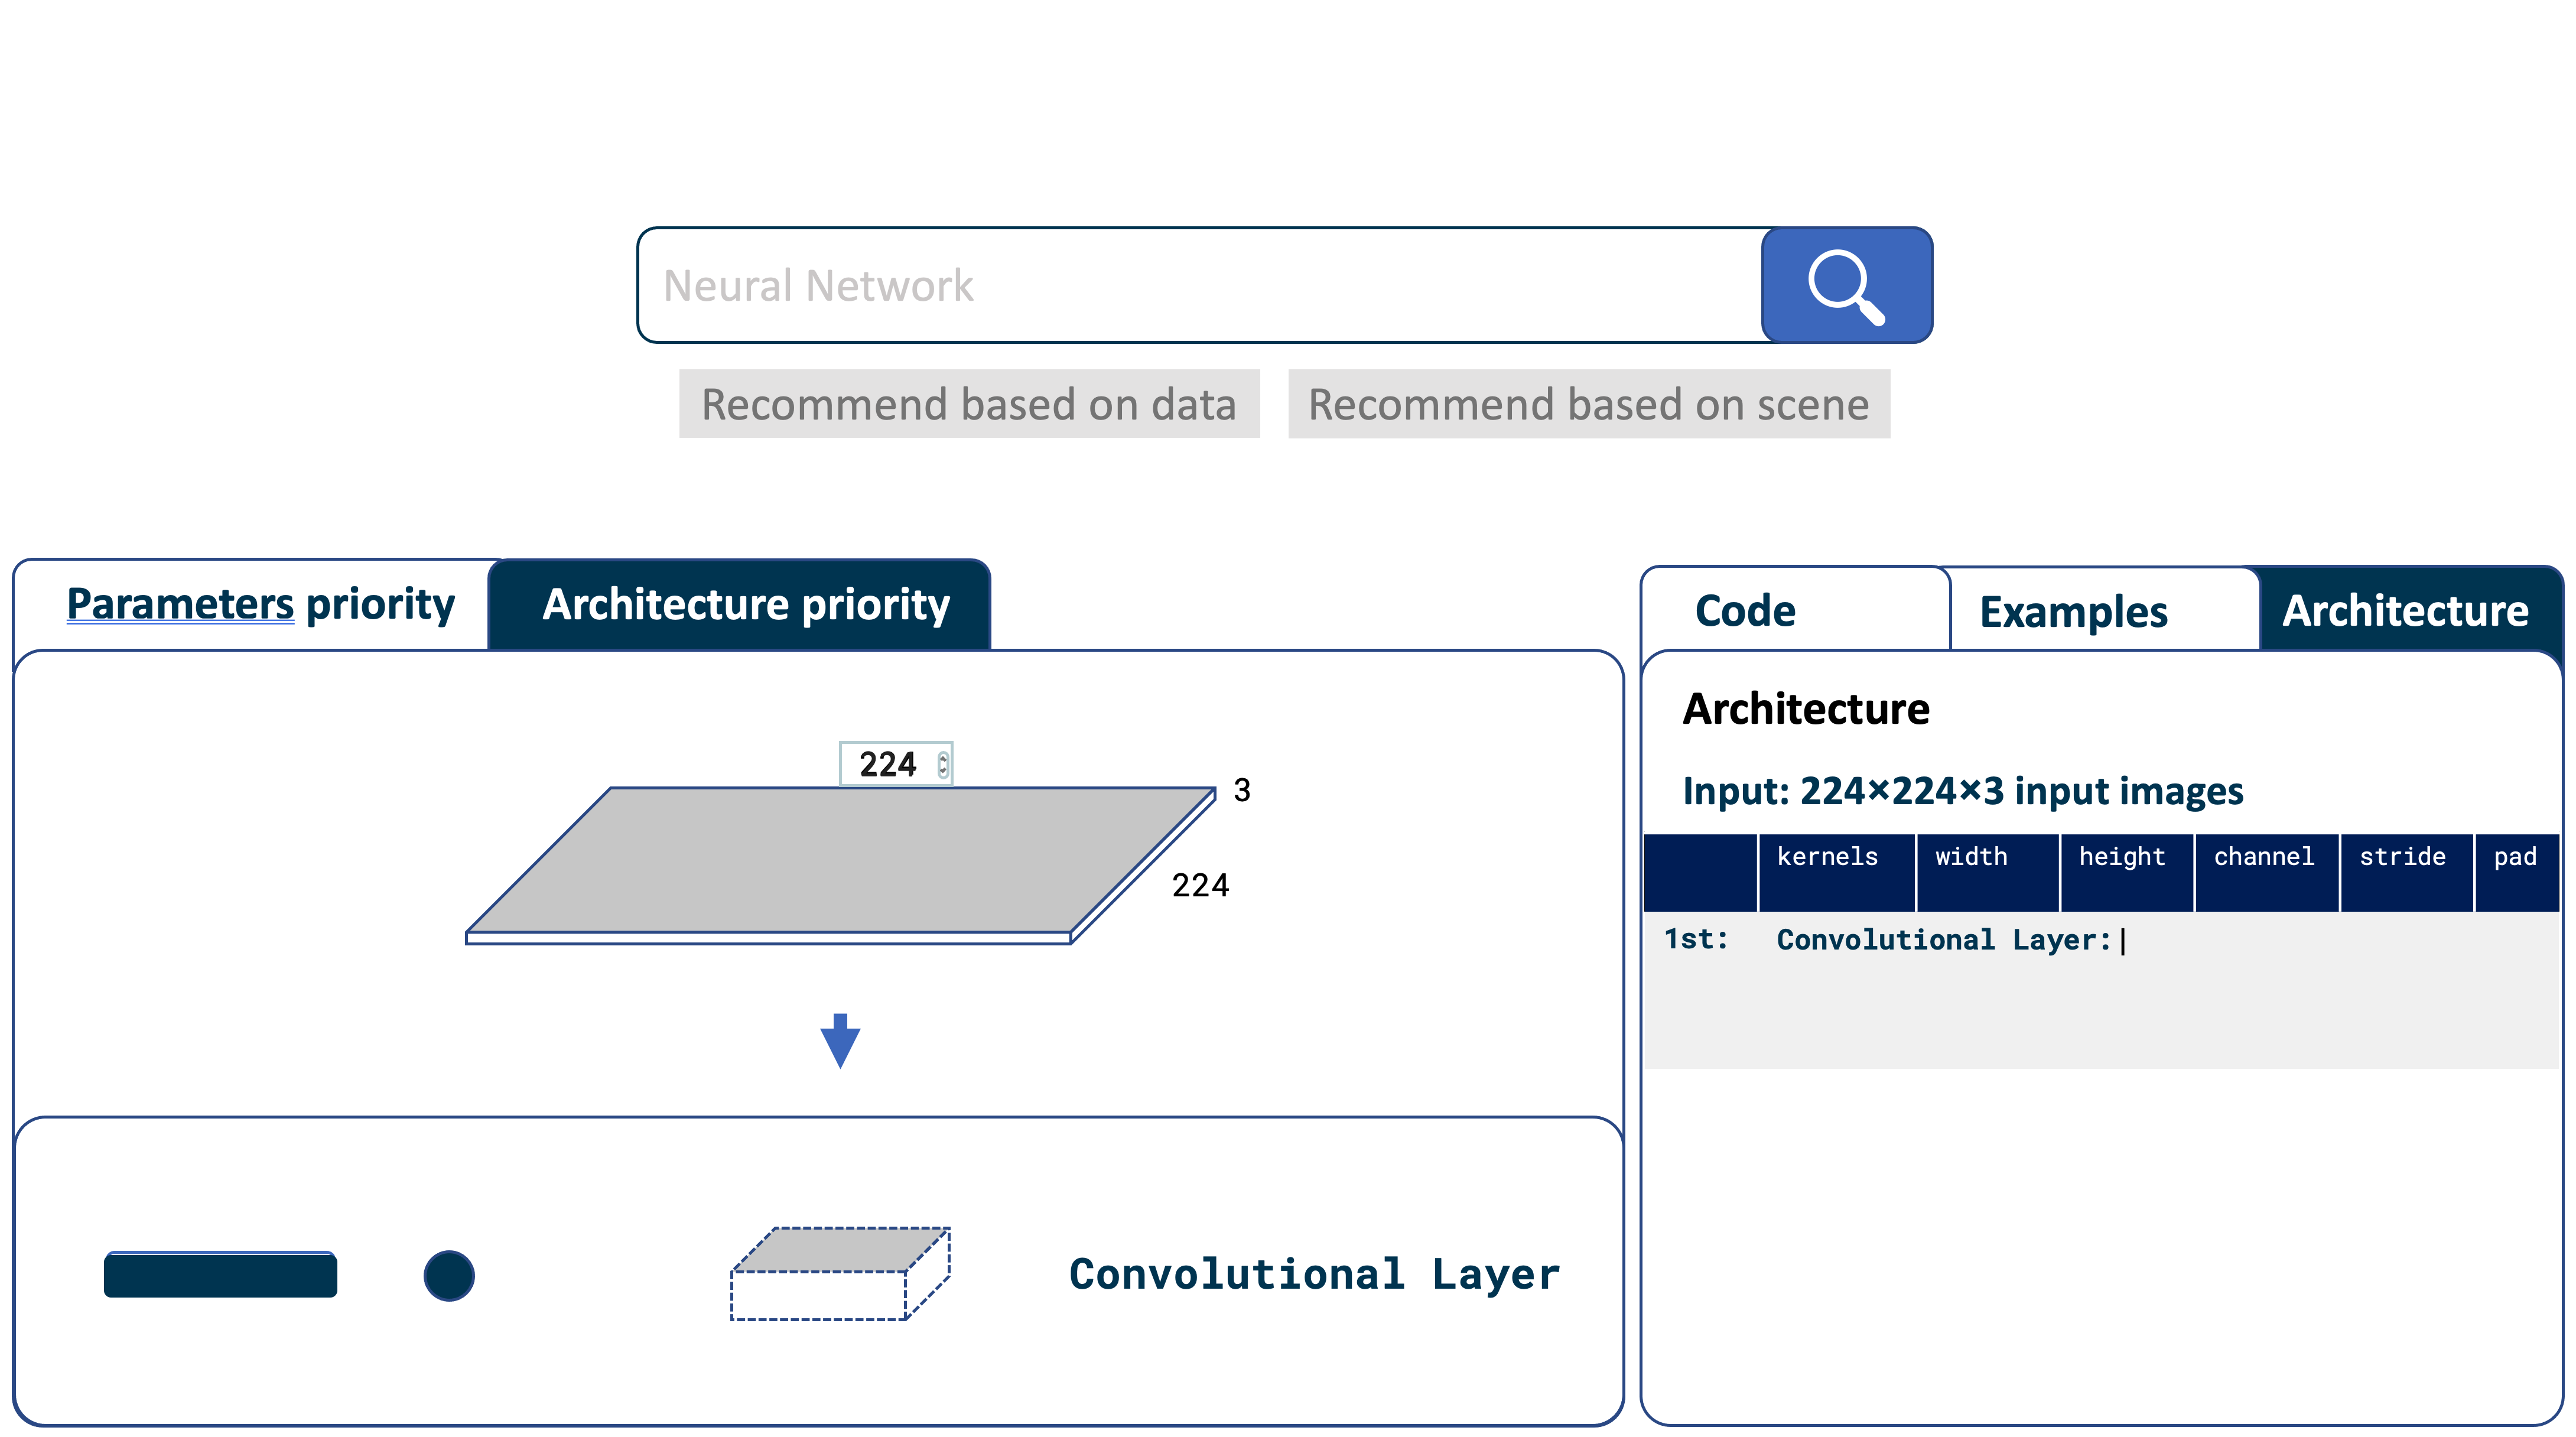 Neural Network
Recommend based on data
Recommend based on scene
Parameters priority
Architecture priority
224
3
224
Convolutional Layer
Code
Examples
Architecture
Architecture
Input: 224×224×3 input images
kernels width height channel stride pad
1st: Convolutional Layer: